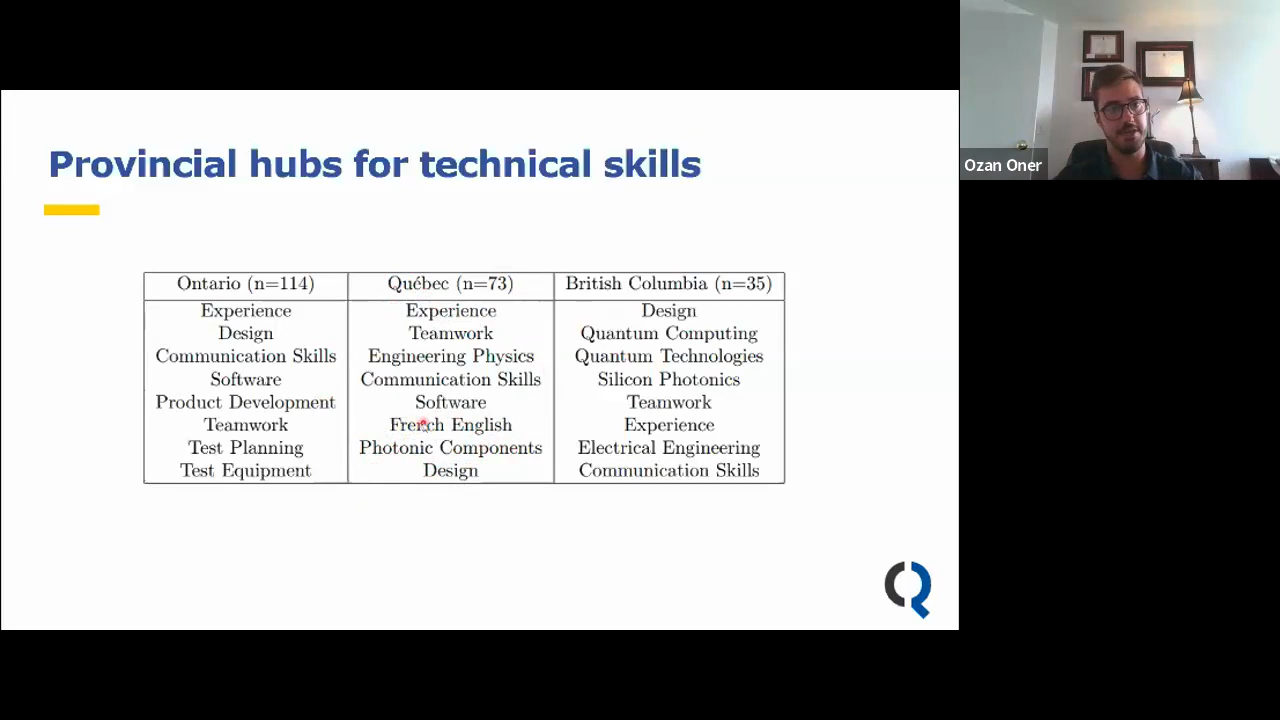 Provincial hubs for technical skills
Ontario (n=114) Québec (n=73) British Columbia (n=35)
Experience Experience Design
Design Teamwork Quantum Computing
Communication Skills Engineering Physics Quantum Technologies
Software Communication Skills Silicon Photonics
Product Development Software Teamwork
Teamwork French English Experience
Test Planning Photonic Components Electrical Engineering
Test Equipment Design Communication Skills
Ozan Oner